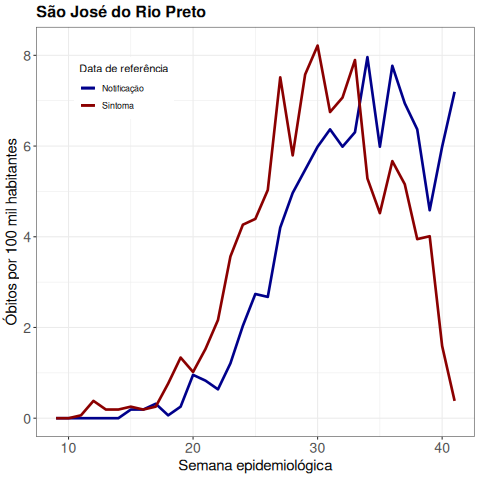 São José do Rio Preto
Óbitos por 100 mil habitantes
8
6
4
2
0
Data de referência
Notificação
Sintoma
10
20
30
40
Semana epidemiológica